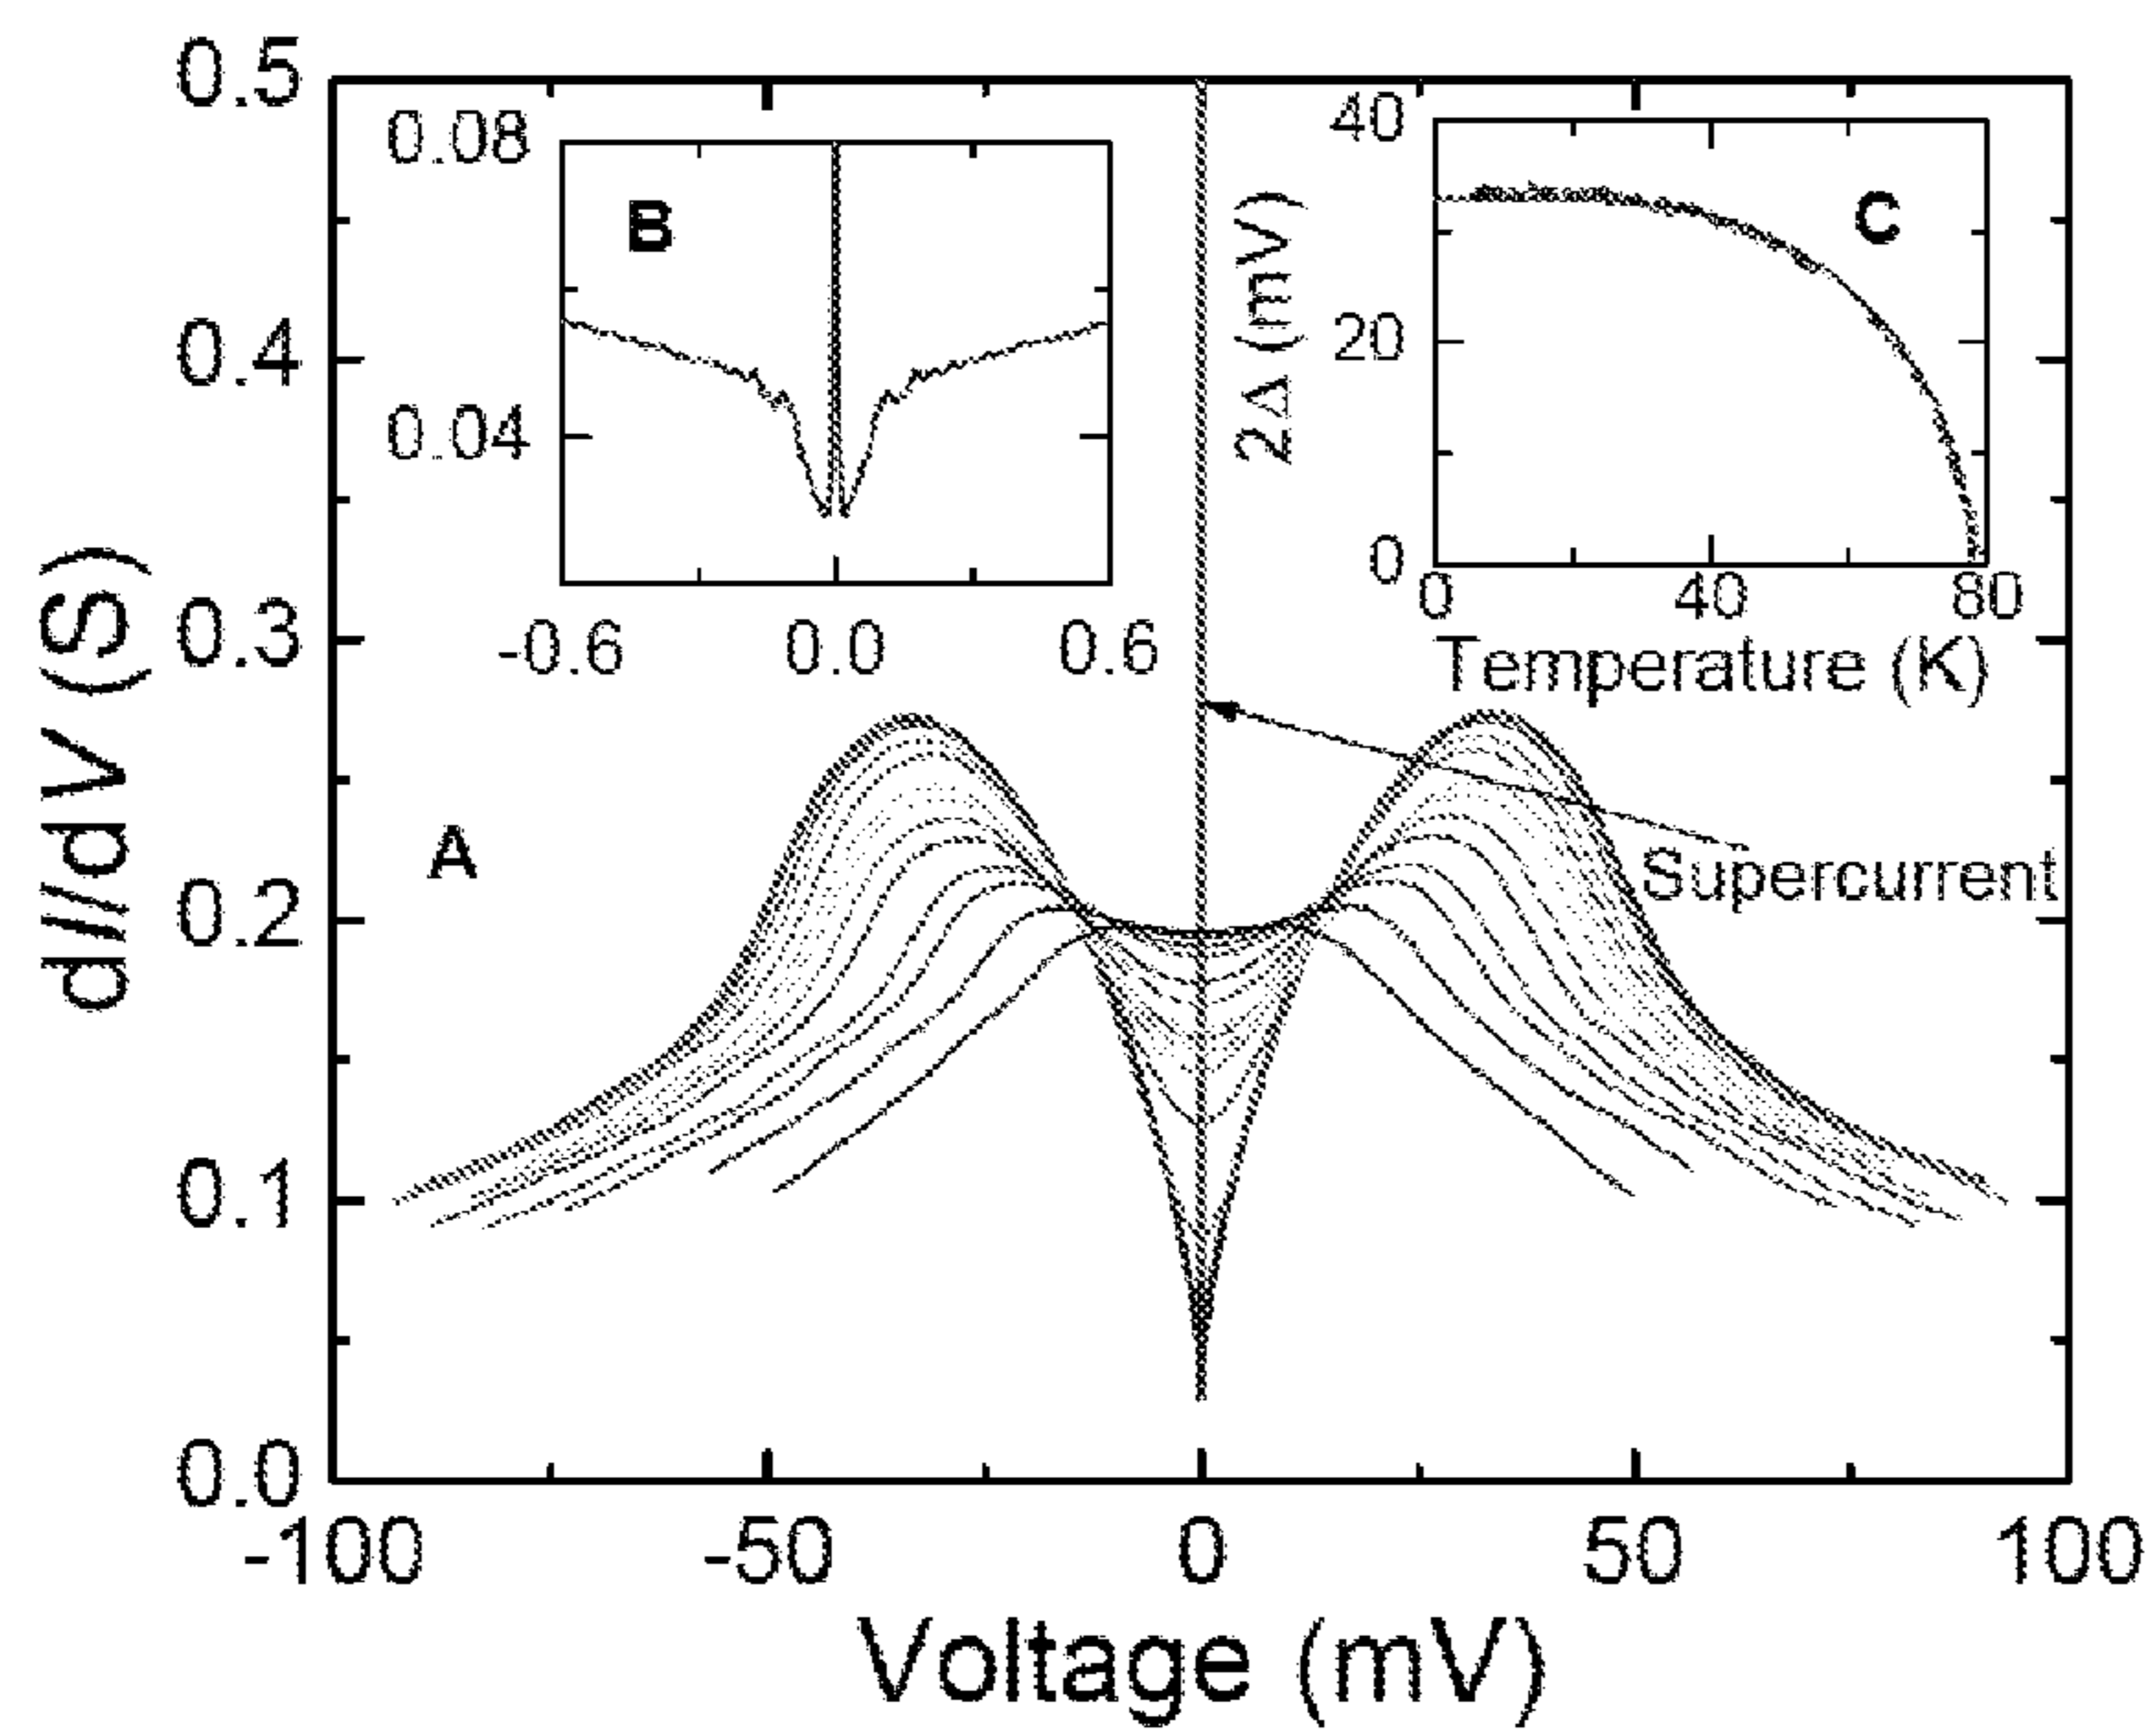 0.5
0.4
0.3
0.2
0.1
0.0
dI/dV (S)
-100
-50
0
50
100
Voltage (mV)
A
Supercurrent
B
0.08
0.04
-0.6
0.0
0.6
C
40
20
0
2Δ (mV)
0
40
80
Temperature (K)